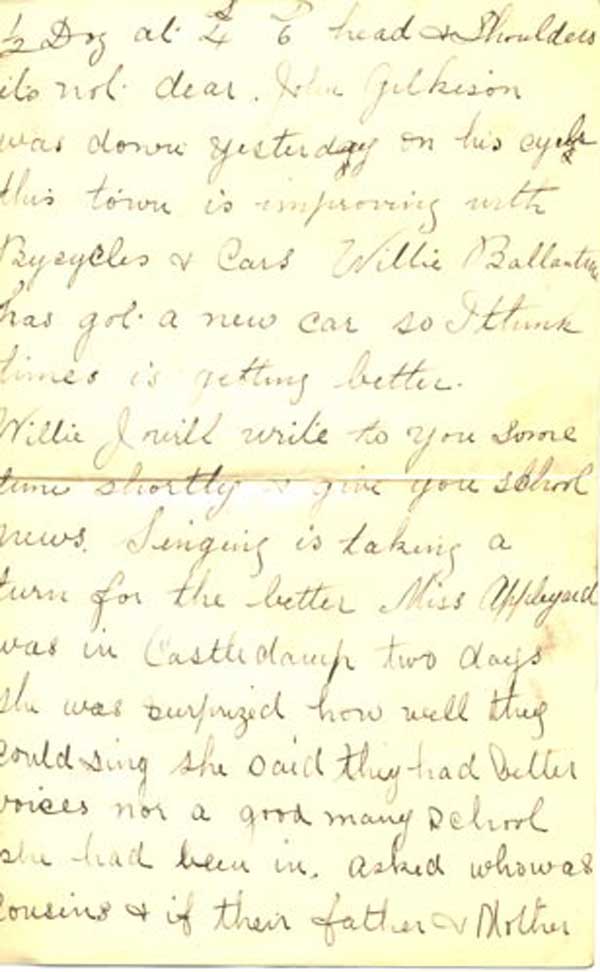 ½ Doz at 4 6 head & Shoulders
its not dear. John Gilkison
was down yesterday on his cycle
this town is improving with
Bycycles & Cars Willie Ballantine
has got a new car so I think
times is getting better.
Willie I will write to you some
time shortly & give you school
news. Singing is taking a
turn for the better Miss Appleyard
was in Castledamph two days
she was surprized how well they
could sing she said they had better
voices nor a good many school
she had been in. asked who was
Cousins & if their father & Mother